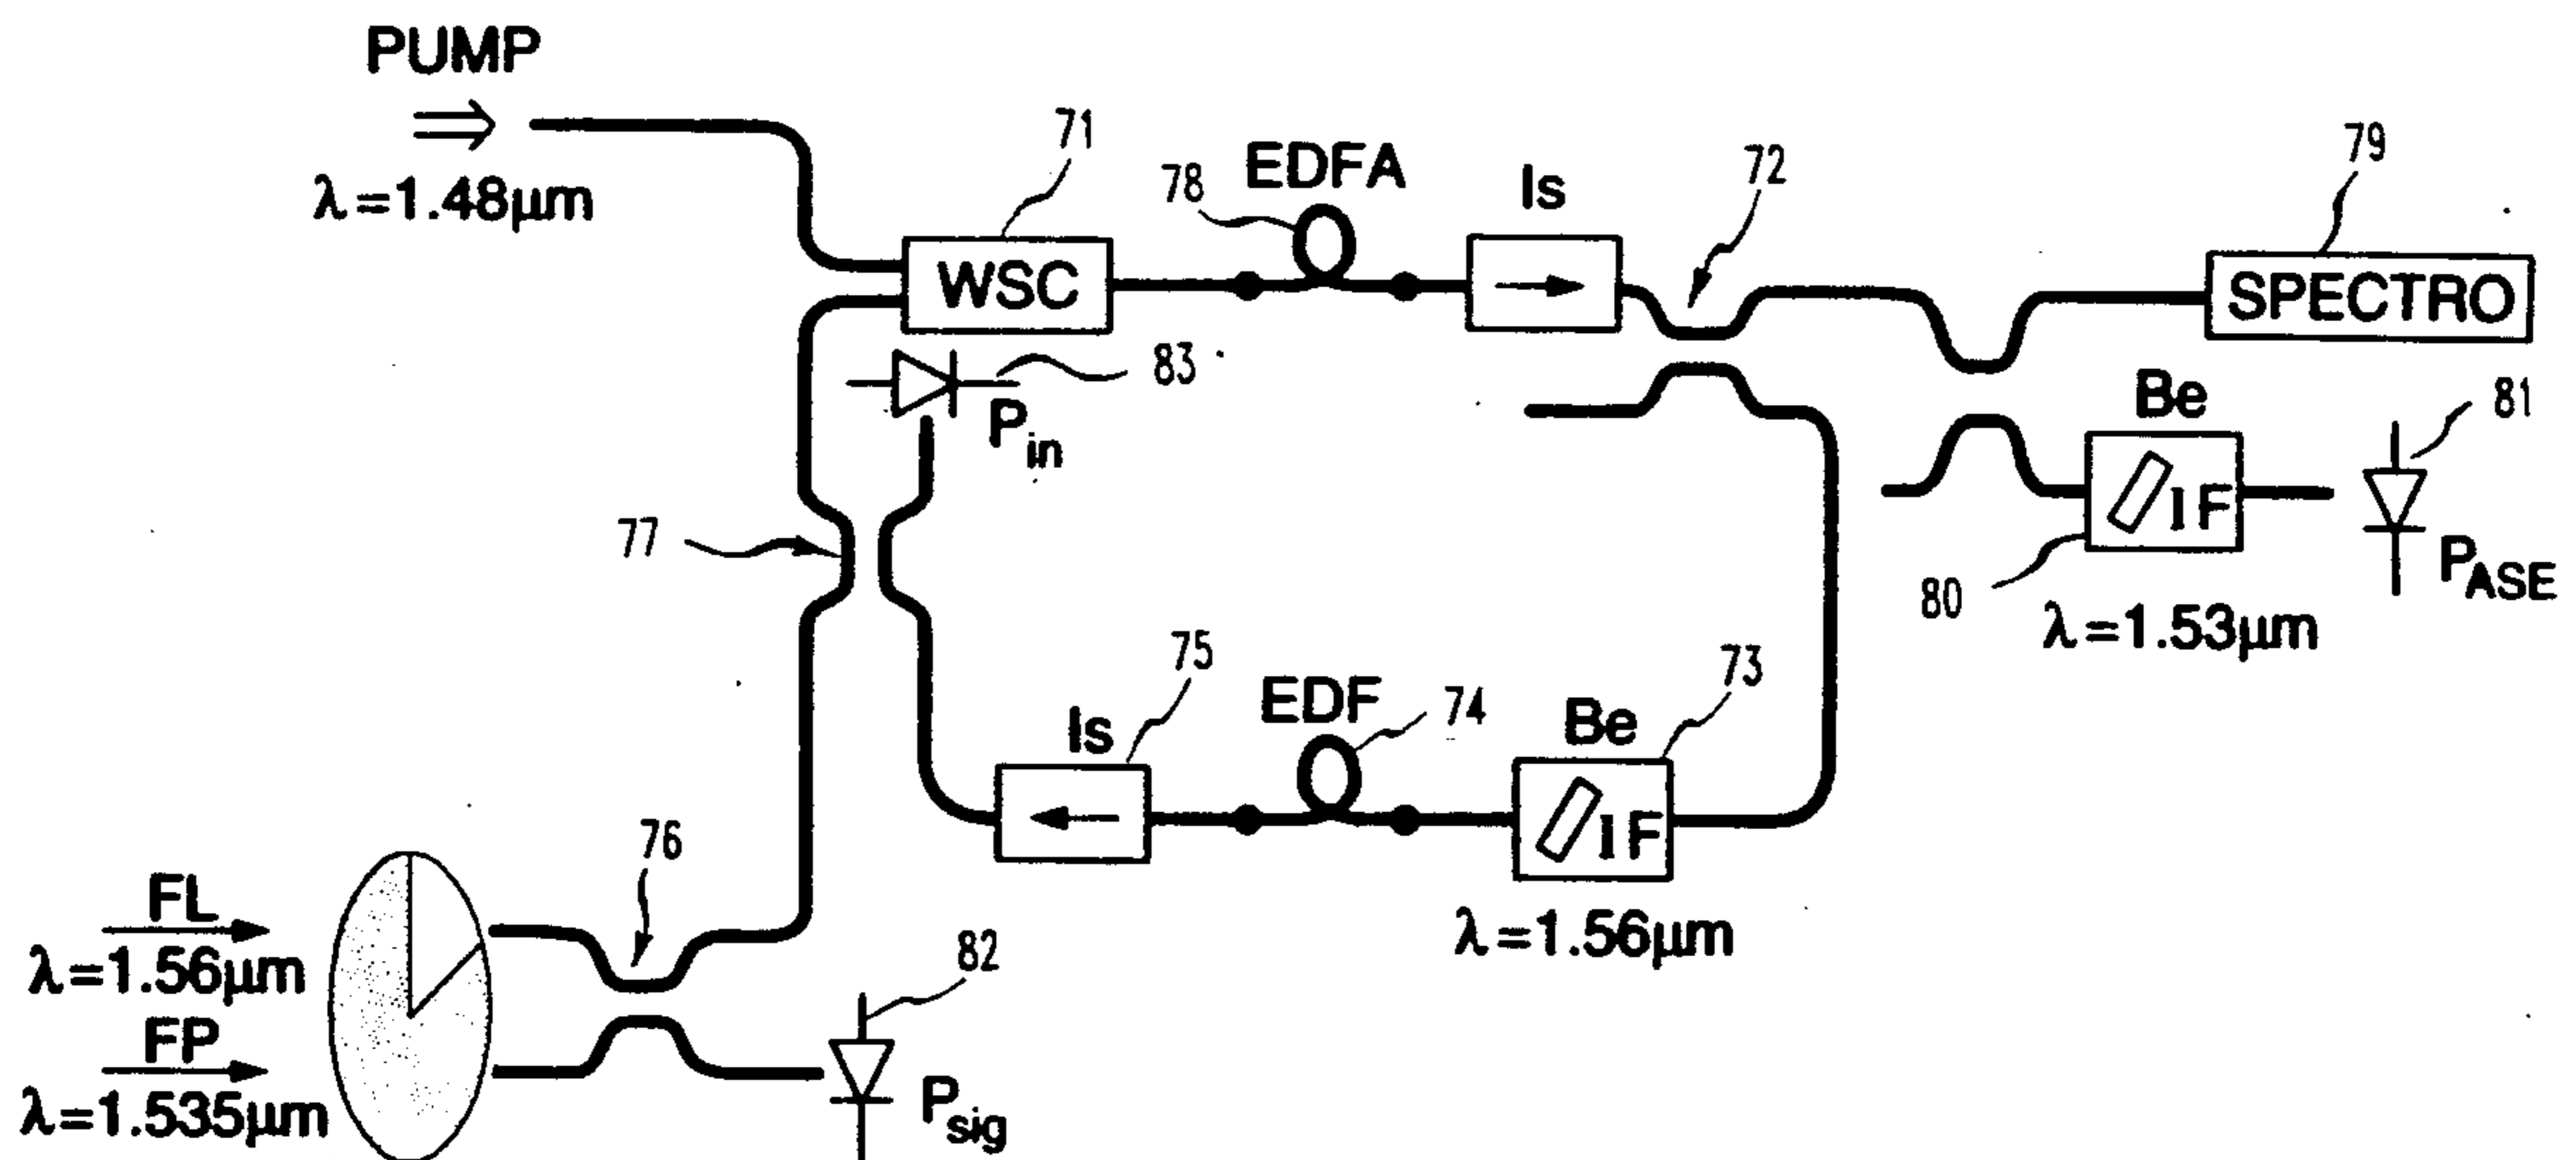 PUMP
λ=1.48μm
71
WSC
78
EDFA
Is
72
79
SPECTRO
83
Pin
Be
81
IF
80
PASE
λ=1.53μm
77
75
Is
EDF
74
Be
73
IF
λ=1.56μm
76
FL
λ=1.56μm
FP
λ=1.535μm
82
Psig